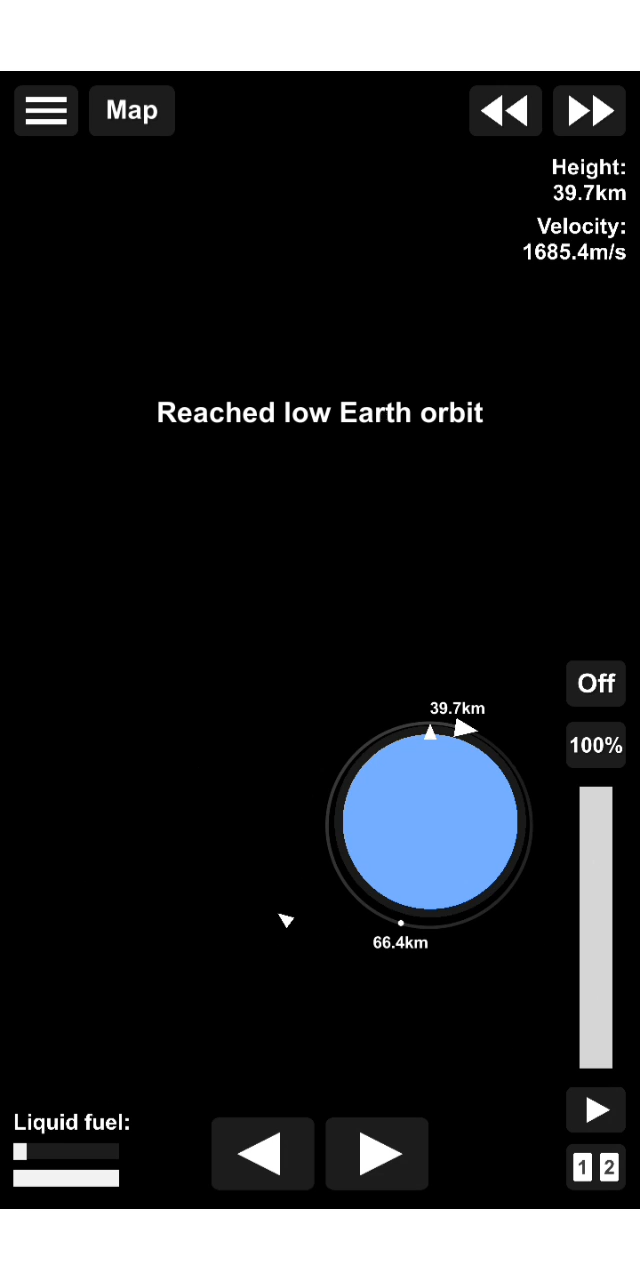 Map
Height:
39.7km
Velocity:
1685.4m/s
Reached low Earth orbit
Off
39.7km
100%
66.4km
Liquid fuel:
1 2